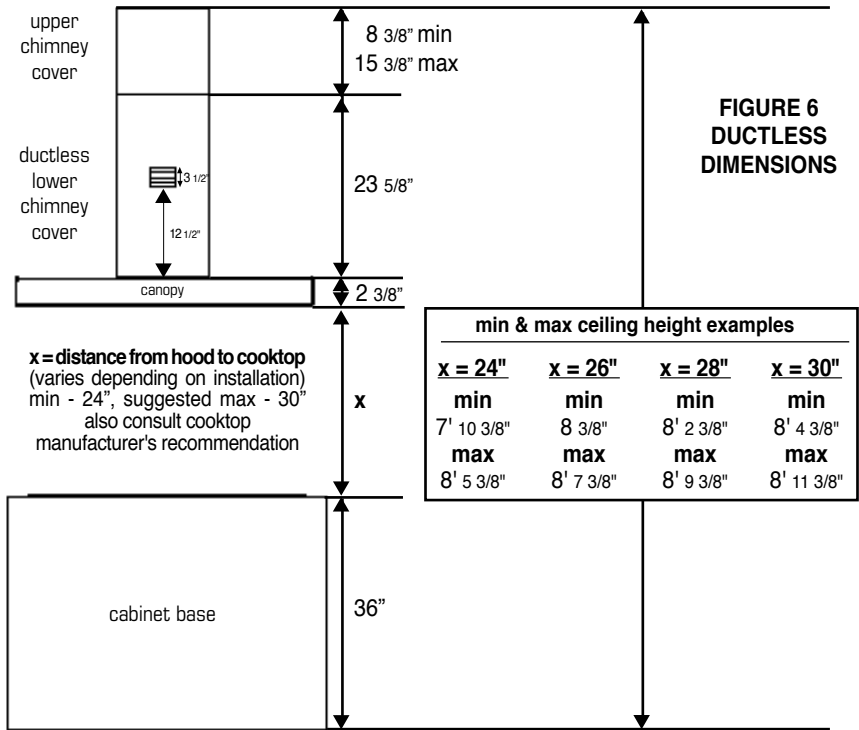 upper
chimney
cover
8 3/8" min
15 3/8" max
FIGURE 6
DUCTLESS
DIMENSIONS
ductless
lower
chimney
cover
3 1/2"
23 5/8"
12 1/2"
canopy
2 3/8"
x = distance from hood to cooktop
(varies depending on installation)
min - 24", suggested max - 30"
also consult cooktop
manufacturer's recommendation
x
min & max ceiling height examples
x = 24" x = 26" x = 28" x = 30"
min min min min
7' 10 3/8" 8 3/8" 8' 2 3/8" 8' 4 3/8"
max max max max
8' 5 3/8" 8' 7 3/8" 8' 9 3/8" 8' 11 3/8"
cabinet base
36”